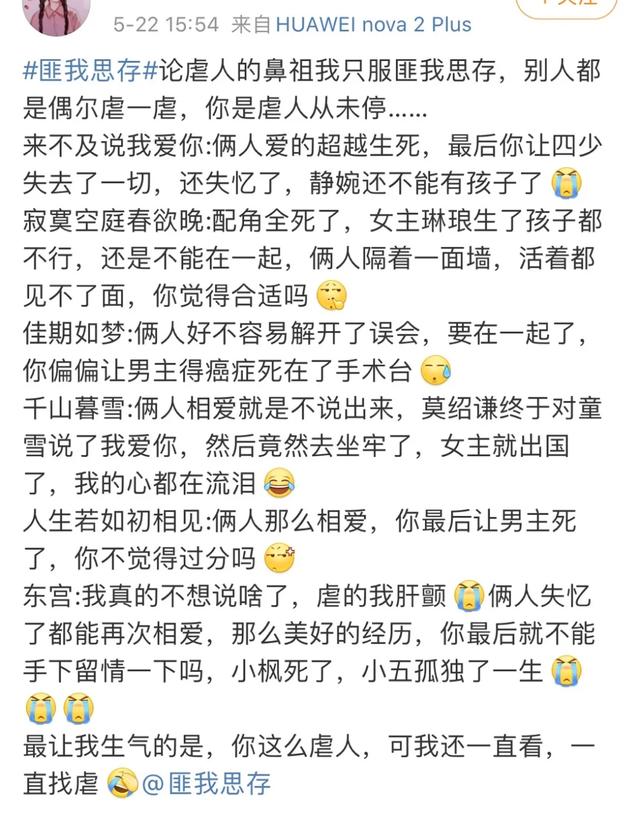 5-22 15:54 来自HUAWEI nova 2 Plus
#匪我思存#论虐人的鼻祖我只服匪我思存，别人都
是偶尔虐一虐，你是虐人从未停......
来不及说我爱你:俩人爱的超越生死，最后你让四少
失去了一切，还失忆了，静婉还不能有孩子了
寂寞空庭春欲晚:配角全死了，女主琳琅生了孩子都
不行，还是不能在一起，俩人隔着一面墙，活着都
见不了面，你觉得合适吗
佳期如梦:俩人好不容易解开了误会，要在一起了，
你偏偏让男主得癌症死在了手术台
千山暮雪:俩人相爱就是不说出来，莫绍谦终于对童
雪说了我爱你，然后竟然去坐牢了，女主就出国
了，我的心都在流泪
人生若如初相见:俩人那么相爱，你最后让男主死
了，你不觉得过分吗
东宫:我真的不想说啥了，虐的我肝颤俩人失忆
了都能再次相爱，那么美好的经历，你最后就不能
手下留情一下吗，小枫死了，小五孤独了一生
最让我生气的是，你这么虐人，可我还一直看，一
直找虐@匪我思存